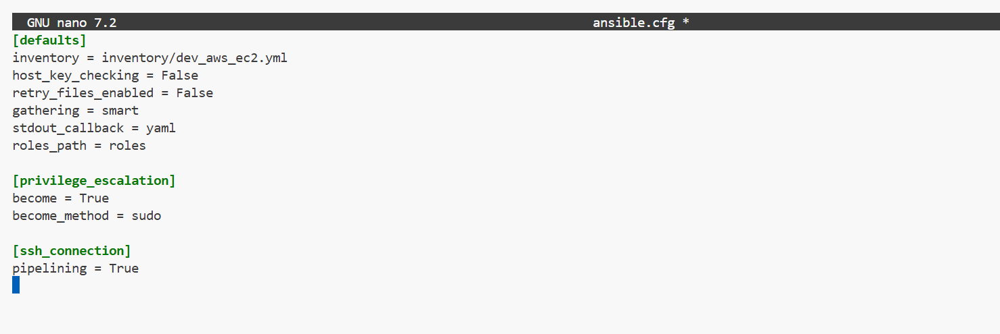 GNU nano 7.2 ansible.cfg *
[defaults]
inventory = inventory/dev_aws_ec2.yml
host_key_checking = False
retry_files_enabled = False
gathering = smart
stdout_callback = yaml
roles_path = roles
[privilege_escalation]
become = True
become_method = sudo
[ssh_connection]
pipelining = True